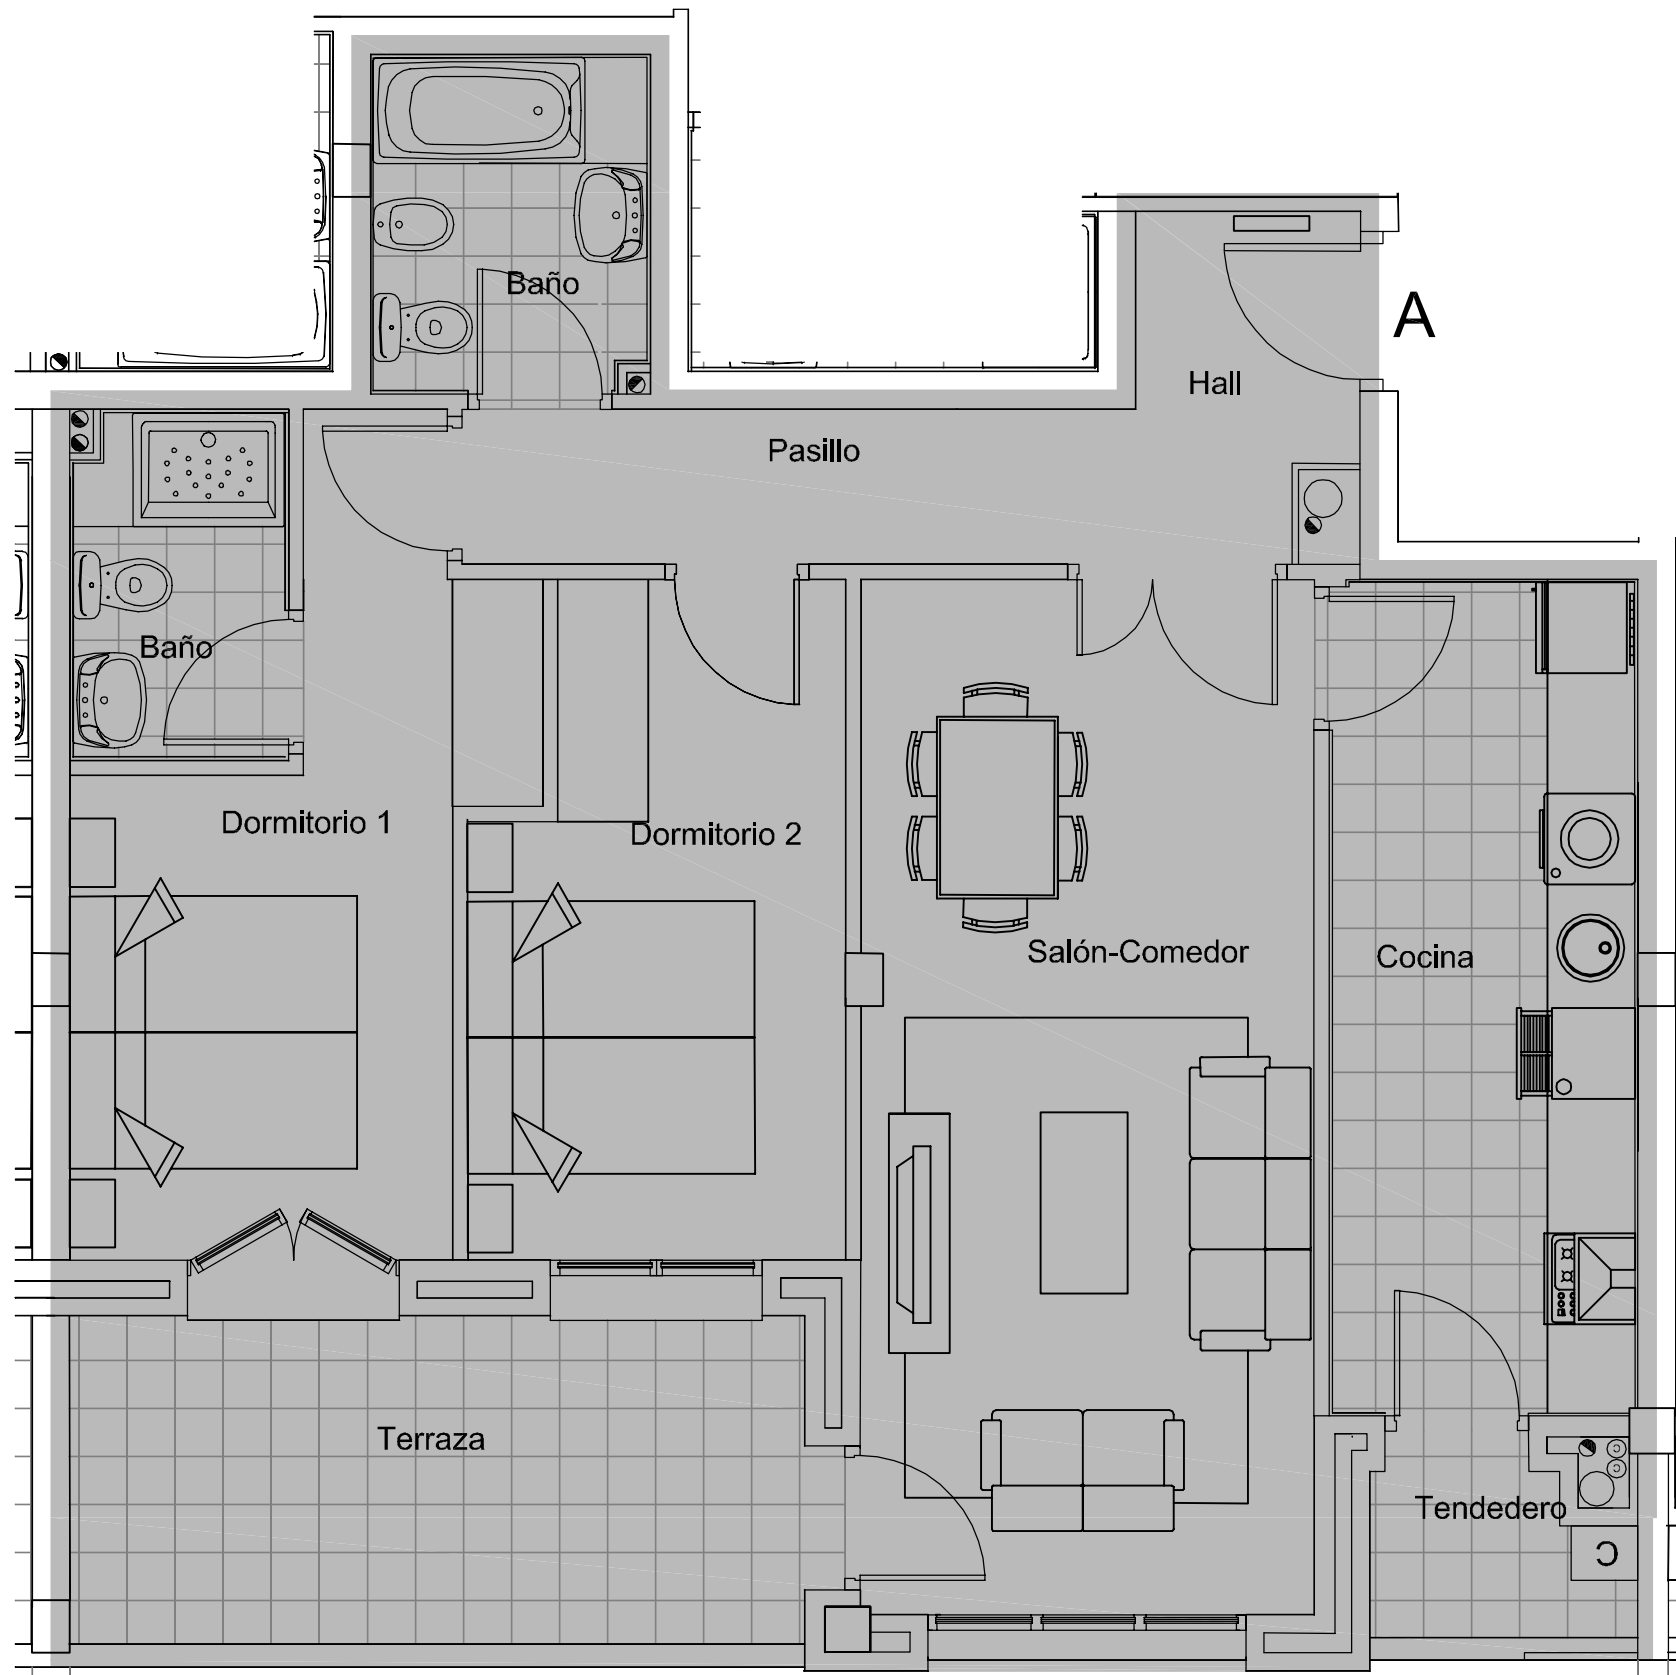 Baño
A
Hall
Pasillo
Baño
Dormitorio 1
Dormitorio 2
Salón-Comedor
Cocina
Terraza
Tendedero
C